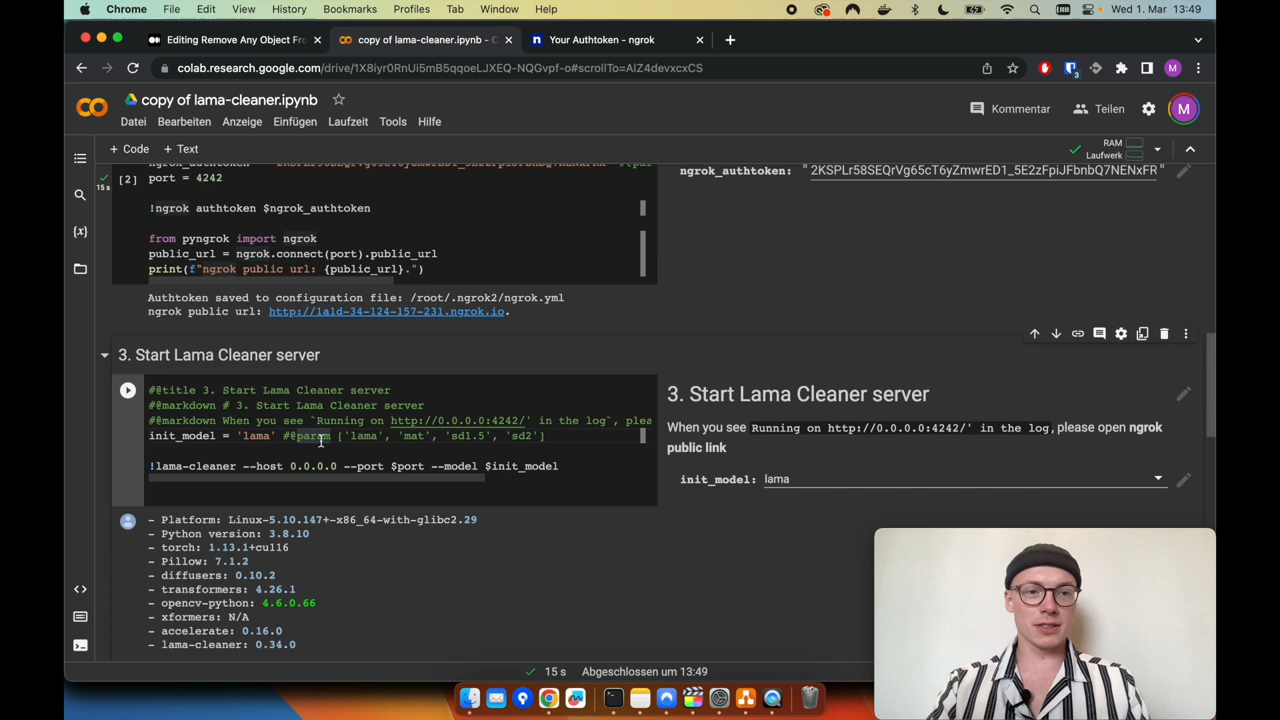 Chrome File Edit View History Bookmarks Profiles Tab Window Help Wed 1. Mar 13:49
Editing Remove Any Object Fro
copy of lama-cleaner.ipynb - C
Your Authtoken - ngrok
colab.research.google.com/drive/1X8iyr0RnUi5mB5qqoeLJXEQ-NQGvpf-o#scrollTo=AlZ4devxcxCS
3
M
copy of lama-cleaner.ipynb
Kommentar
Teilen
M
Datei Bearbeiten Anzeige Einfügen Laufzeit Tools Hilfe
+ Code + Text
RAM
Laufwerk
15 s
[2]
port = 4242
!ngrok authtoken $ngrok_authtoken
from pyngrok import ngrok
public_url = ngrok.connect(port).public_url
print(f"ngrok public url: {public_url}.")
ngrok_authtoken:
Authtoken saved to configuration file: /root/.ngrok2/ngrok.yml
ngrok public url: http://1a1d-34-124-157-231.ngrok.io.
3. Start Lama Cleaner server
#@title 3. Start Lama Cleaner server
#@markdown # 3. Start Lama Cleaner server
#@markdown When you see `Running on http://0.0.0.0:4242/' in the log`, plea
init_model = 'lama' #@param ['lama', 'mat', 'sd1.5', 'sd2']
!lama-cleaner --host 0.0.0.0 --port $port --model $init_model
3. Start Lama Cleaner server
When you see Running on http://0.0.0.0:4242/' in the log, please open ngrok
public link
init_model: lama
- Platform: Linux-5.10.147+-x86_64-with-glibc2.29
- Python version: 3.8.10
- torch: 1.13.1+cu116
- Pillow: 7.1.2
- diffusers: 0.10.2
- transformers: 4.26.1
- opencv-python: 4.6.0.66
- xformers: N/A
- accelerate: 0.16.0
- lama-cleaner: 0.34.0
15 s Abgeschlossen um 13:49